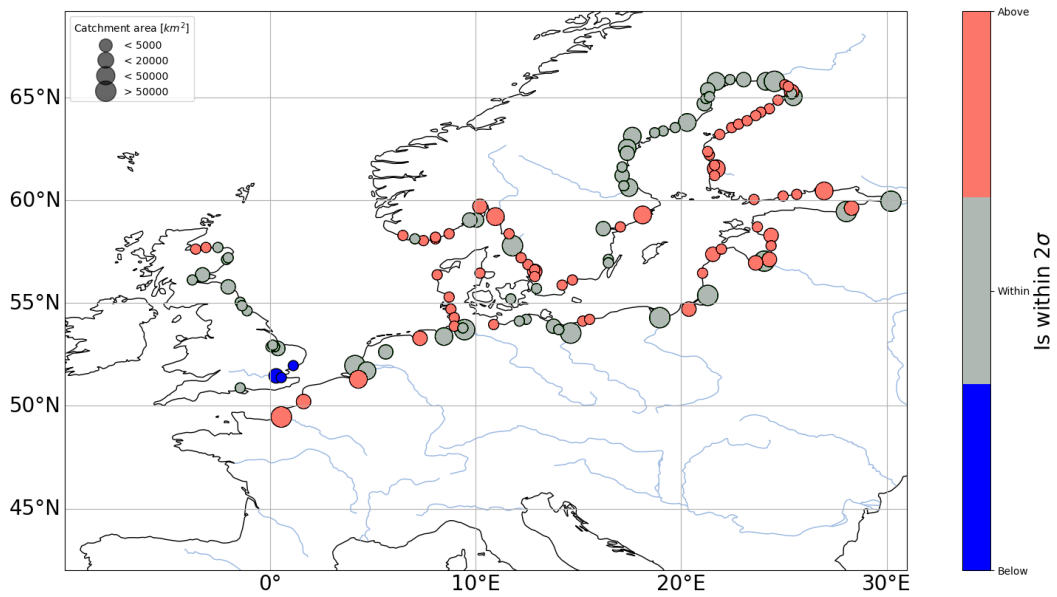 Catchment area [km²]
< 5000
< 20000
< 50000
> 50000
65°N
60°N
55°N
50°N
45°N
0°
10°E
20°E
30°E
Above
Within
Below
Is within 2σ